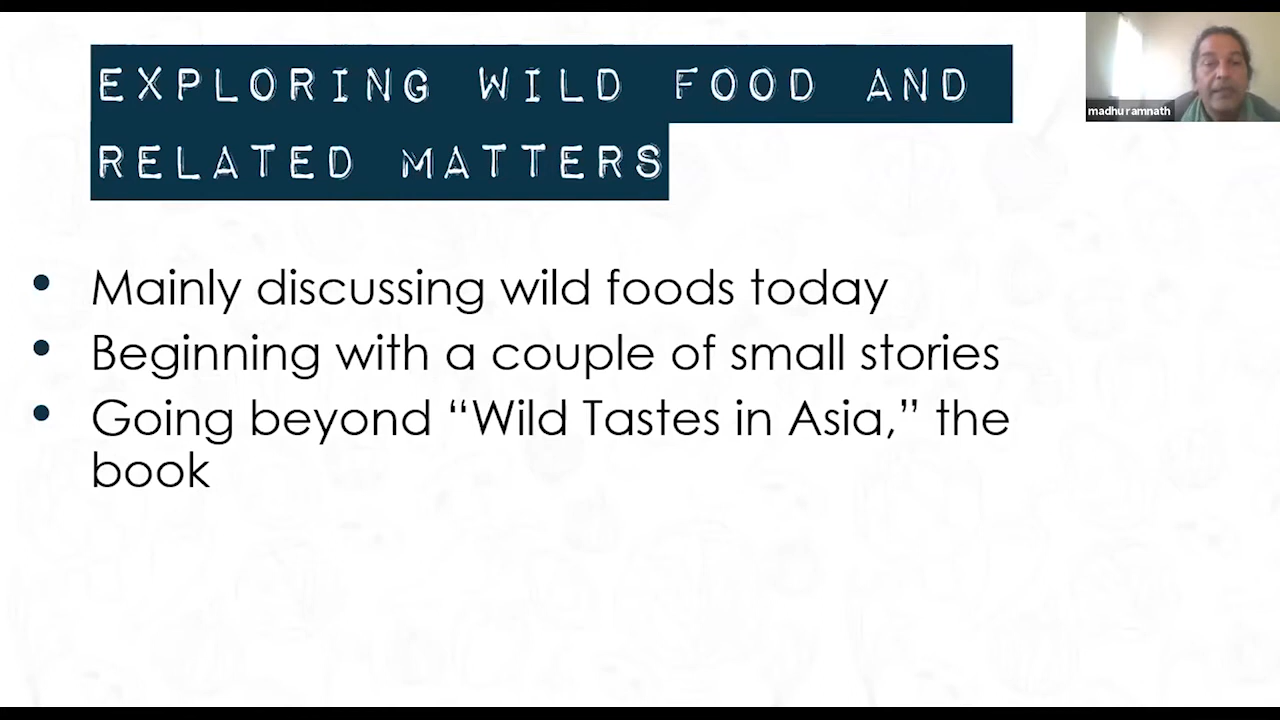 EXPLORING WILD FOOD AND
RELATED MATTERS
madhu ramnath
• Mainly discussing wild foods today
• Beginning with a couple of small stories
• Going beyond “Wild Tastes in Asia,” the
book